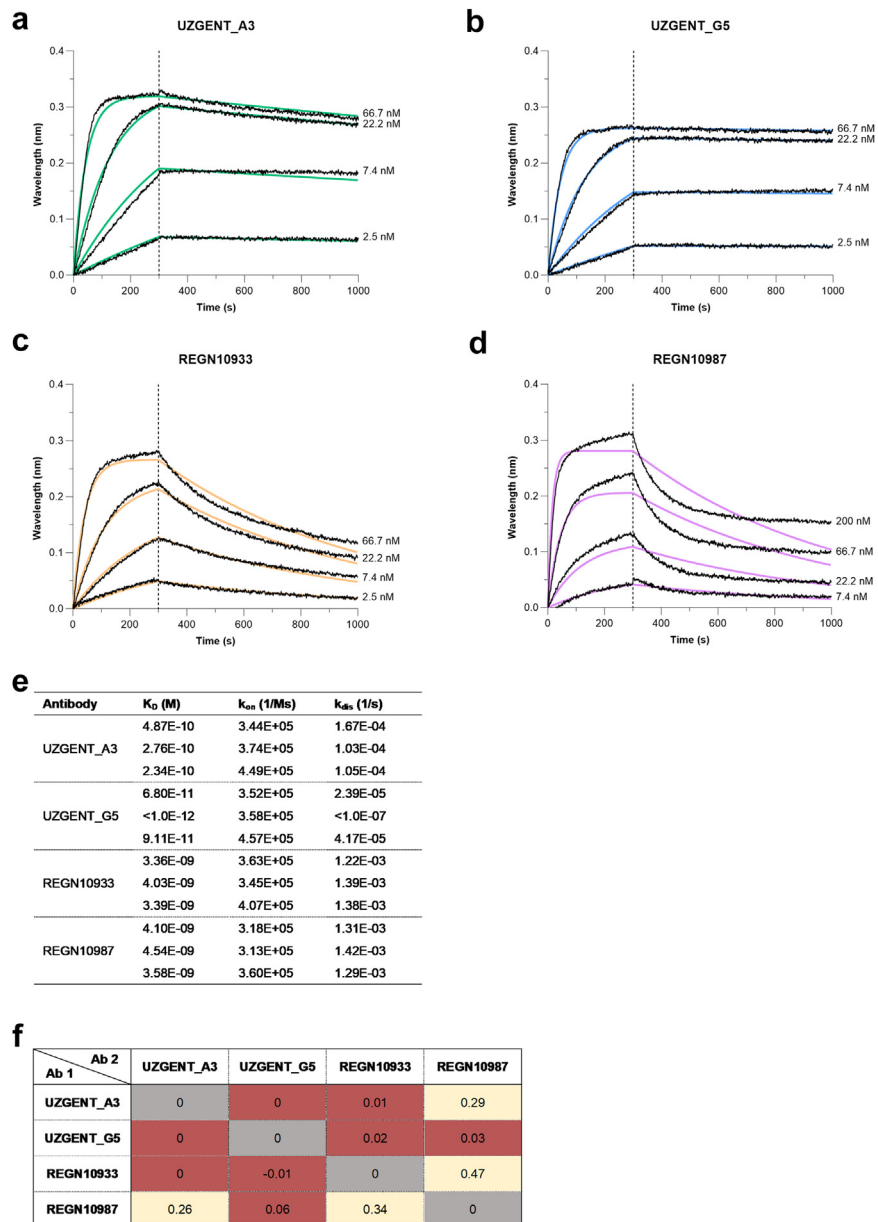 a
UZGENT_A3
0.4
0.3
0.2
0.1
0.0
Wavelength (nm)
66.7 nM
22.2 nM
7.4 nM
2.5 nM
0 200 400 600 800 1000
Time (s)
b
UZGENT_G5
0.4
0.3
0.2
0.1
0.0
Wavelength (nm)
66.7 nM
22.2 nM
7.4 nM
2.5 nM
0 200 400 600 800 1000
Time (s)
c
REGN10933
0.4
0.3
0.2
0.1
0.0
Wavelength (nm)
66.7 nM
22.2 nM
7.4 nM
2.5 nM
0 200 400 600 800 1000
Time (s)
d
REGN10987
0.4
0.3
0.2
0.1
0.0
Wavelength (nm)
200 nM
66.7 nM
22.2 nM
7.4 nM
0 200 400 600 800 1000
Time (s)
e
Antibody K_D (M) k_on (1/Ms) k_dis (1/s)
4.87E-10 3.44E+05 1.67E-04
UZGENT_A3 2.76E-10 3.74E+05 1.03E-04
2.34E-10 4.49E+05 1.05E-04
6.80E-11 3.52E+05 2.39E-05
UZGENT_G5 <1.0E-12 3.58E+05 <1.0E-07
9.11E-11 4.57E+05 4.17E-05
3.36E-09 3.63E+05 1.22E-03
REGN10933 4.03E-09 3.45E+05 1.39E-03
3.39E-09 4.07E+05 1.38E-03
4.10E-09 3.18E+05 1.31E-03
REGN10987 4.54E-09 3.13E+05 1.42E-03
3.58E-09 3.60E+05 1.29E-03
f
Ab 2
Ab 1
UZGENT_A3 UZGENT_G5 REGN10933 REGN10987
UZGENT_A3 0 0 0.01 0.29
UZGENT_G5 0 0 0.02 0.03
REGN10933 0 -0.01 0 0.47
REGN10987 0.26 0.06 0.34 0